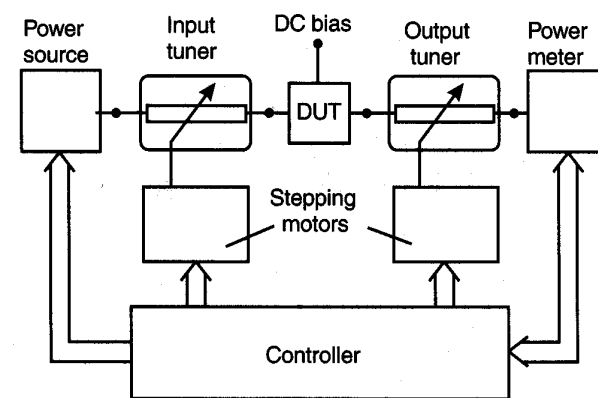 Power
source
Input
tuner
DC bias
Output
tuner
Power
meter
DUT
Stepping
motors
Controller